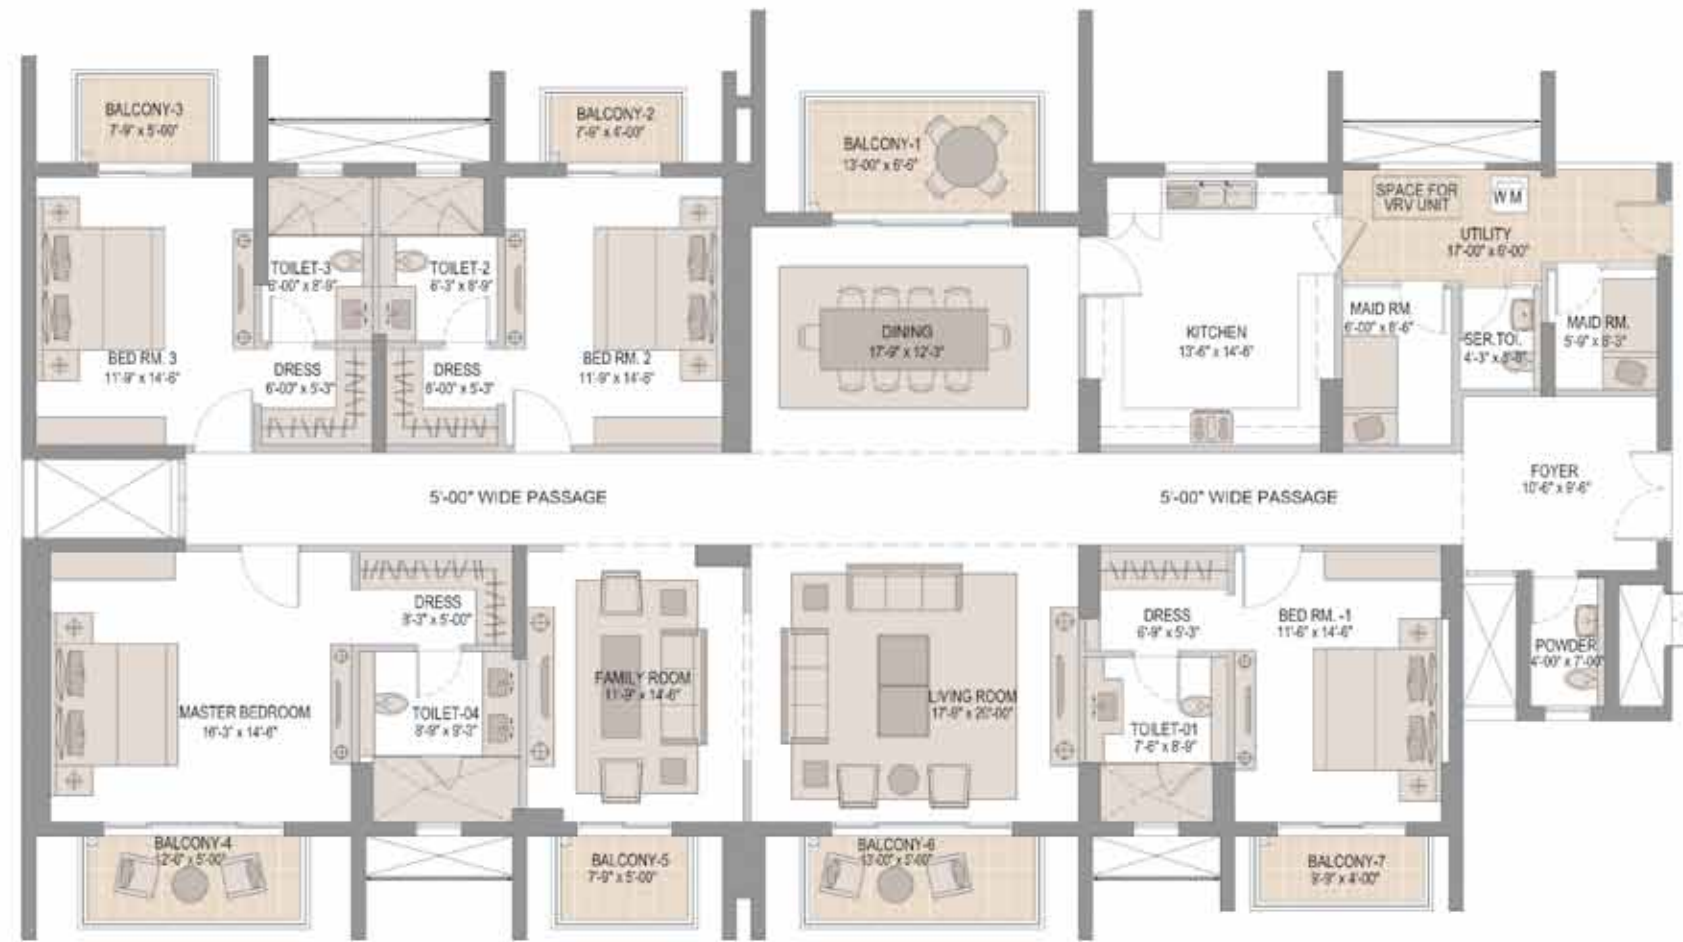 BALCONY-3
7'-9" x 5'-00"
BALCONY-2
7'-9" x 4'-00"
BALCONY-1
13'-00" x 6'-6"
SPACE FOR
VRV UNIT
W M
UTILITY
17'-00" x 6'-00"
TOILET-3
6'-00" x 8'-9"
TOILET-2
6'-3" x 8'-9"
BED RM. 3
11'-9" x 14'-6"
DRESS
6'-00" x 5'-3"
DRESS
6'-00" x 5'-3"
BED RM. 2
11'-9" x 14'-6"
DINING
17'-9" x 12'-3"
KITCHEN
13'-6" x 14'-6"
MAID RM.
6'-00" x 8'-6"
SER.TOI.
4'-3" x
MAID RM.
5'-9" x 8'-3"
5'-00" WIDE PASSAGE
5'-00" WIDE PASSAGE
FOYER
10'-6" x 9'-6"
DRESS
8'-3" x 5'-00"
MASTER BEDROOM
16'-3" x 14'-6"
TOILET-04
8'-9" x 9'-3"
FAMILY ROOM
11'-9" x 14'-6"
LIVING ROOM
17'-9" x 20'-00"
DRESS
6'-9" x 5'-3"
TOILET-01
7'-6" x 8'-9"
BED RM. -1
11'-6" x 14'-6"
POWDER
4'-00" x 7'-00"
BALCONY-4
12'-0" x 5'-00"
BALCONY-5
7'-9" x 5'-00"
BALCONY-6
13'-00" x 5'-00"
BALCONY-7
9'-9" x 4'-00"